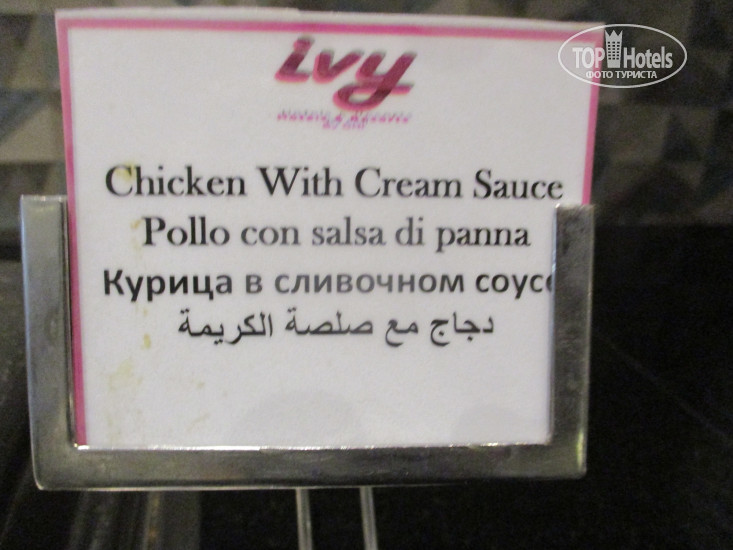 ivy
Chicken With Cream Sauce
Pollo con salsa di panna
Курица в сливочном соусе
دجاج مع صلصة الكريمة
TOP Hotels
ФОТО ТУРИСТА